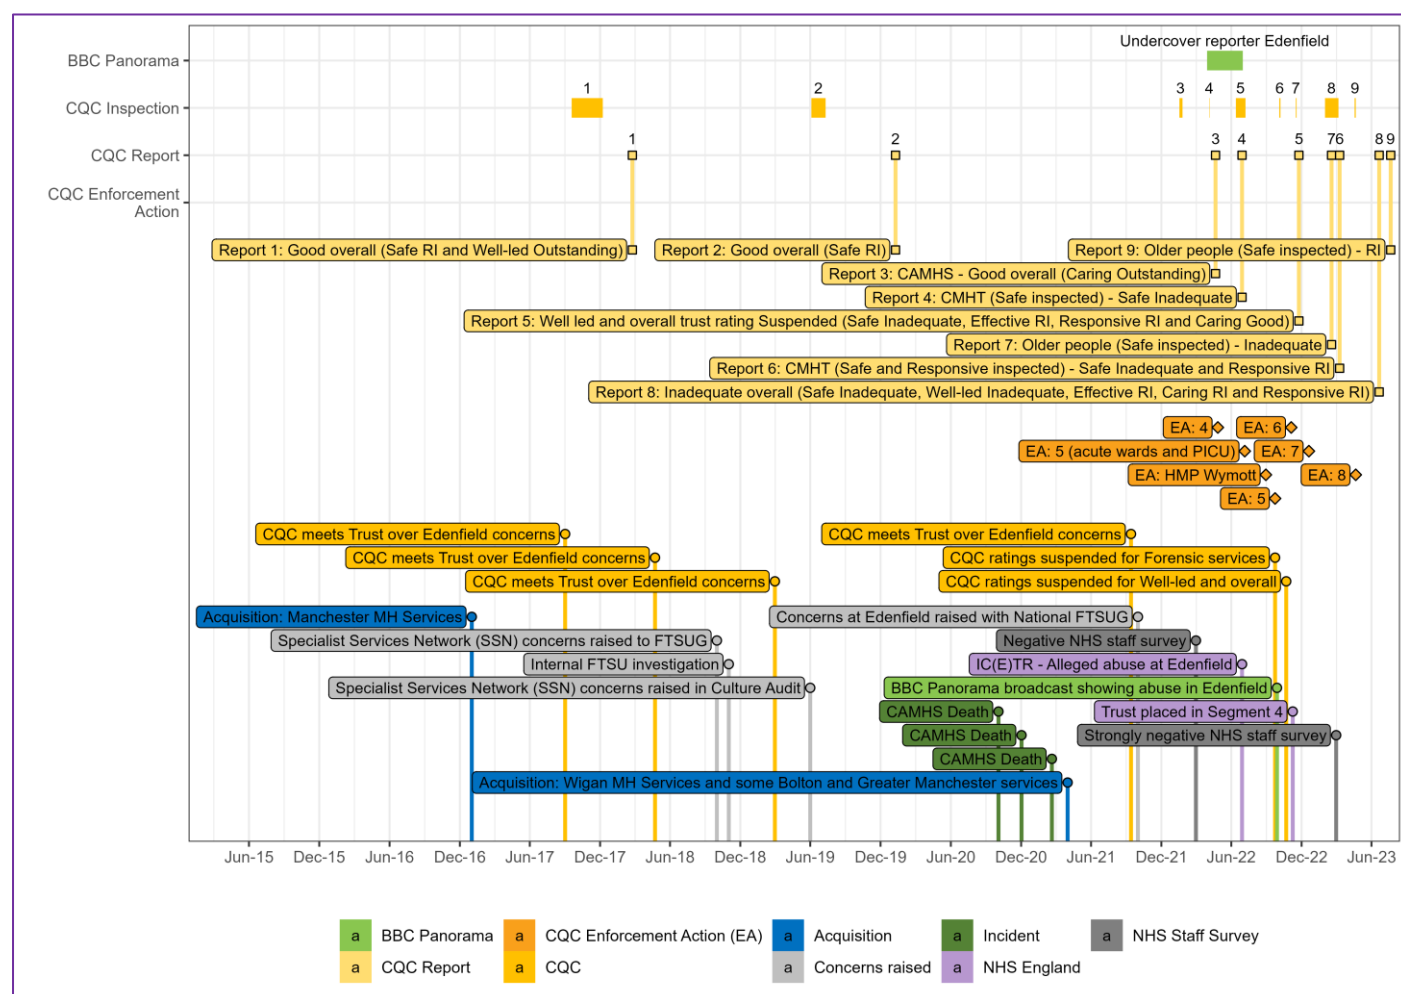 Undercover reporter Edenfield
BBC Panorama
1 2 3 4 5 6 7 8 9
CQC Inspection
1 2 3 4 5 76 8 9
CQC Report
CQC Enforcement
Action
Report 1: Good overall (Safe RI and Well-led Outstanding) Report 2: Good overall (Safe RI) Report 9: Older people (Safe inspected) - RI
Report 3: CAMHS - Good overall (Caring Outstanding)
Report 4: CMHT (Safe inspected) - Safe Inadequate
Report 5: Well led and overall trust rating Suspended (Safe Inadequate, Effective RI, Responsive RI and Caring Good)
Report 7: Older people (Safe inspected) - Inadequate
Report 6: CMHT (Safe and Responsive inspected) - Safe Inadequate and Responsive RI
Report 8: Inadequate overall (Safe Inadequate, Well-led Inadequate, Effective RI, Caring RI and Responsive RI)
EA: 4 EA: 6
EA: 5 (acute wards and PICU) EA: 7
EA: HMP Wymott EA: 8
EA: 5
CQC meets Trust over Edenfield concerns CQC meets Trust over Edenfield concerns
CQC meets Trust over Edenfield concerns CQC ratings suspended for Forensic services
CQC meets Trust over Edenfield concerns CQC ratings suspended for Well-led and overall
Acquisition: Manchester MH Services Concerns at Edenfield raised with National FTSUG
Specialist Services Network (SSN) concerns raised to FTSUG Negative NHS staff survey
Internal FTSU investigation IC(E)TR - Alleged abuse at Edenfield
Specialist Services Network (SSN) concerns raised in Culture Audit BBC Panorama broadcast showing abuse in Edenfield
CAMHS Death Trust placed in Segment 4
CAMHS Death Strongly negative NHS staff survey
CAMHS Death
Acquisition: Wigan MH Services and some Bolton and Greater Manchester services
Jun-15 Dec-15 Jun-16 Dec-16 Jun-17 Dec-17 Jun-18 Dec-18 Jun-19 Dec-19 Jun-20 Dec-20 Jun-21 Dec-21 Jun-22 Dec-22 Jun-23
a BBC Panorama a CQC Enforcement Action (EA) a Acquisition a Incident a NHS Staff Survey
a CQC Report a CQC a Concerns raised a NHS England